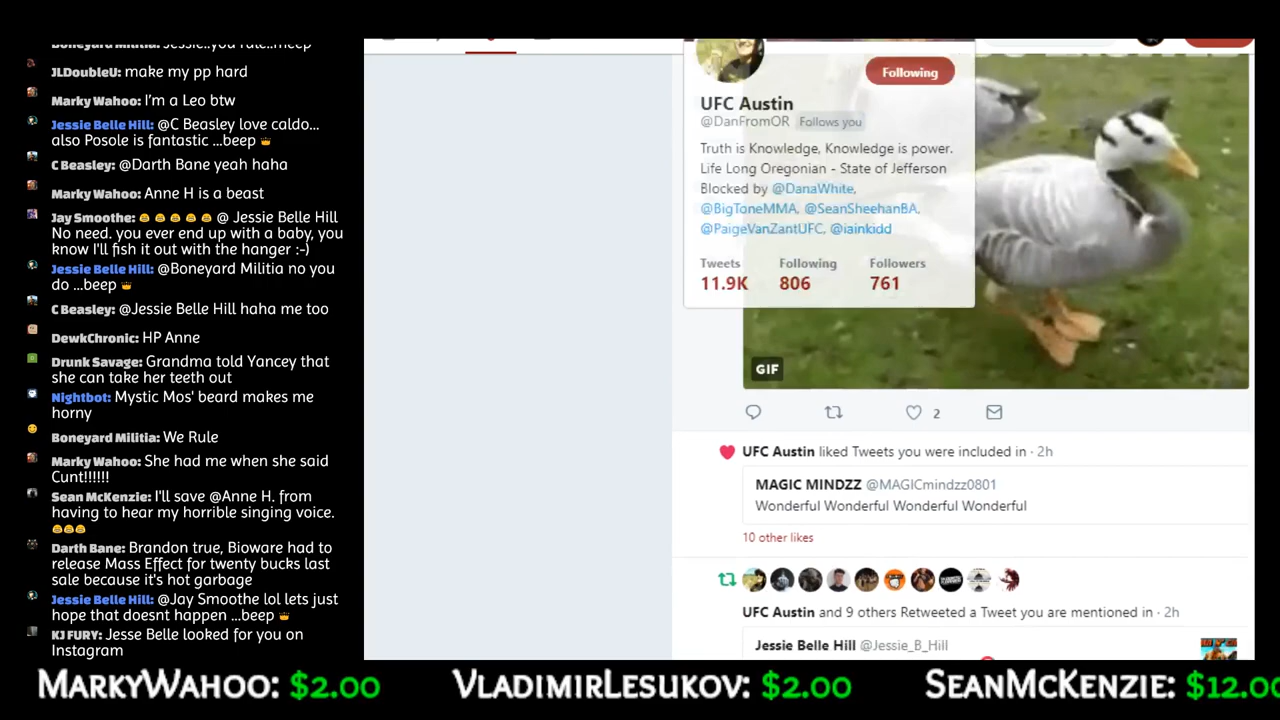 Boneyard Militia: Jessie..you rule..meep
JLDoubleU: make my pp hard
Marky Wahoo: I'm a Leo btw
Jessie Belle Hill: @C Beasley love caldo...
also Posole is fantastic ...beep
C Beasley: @Darth Bane yeah haha
Marky Wahoo: Anne H is a beast
Jay Smoothe: @ Jessie Belle Hill
No need. you ever end up with a baby, you
know I'll fish it out with the hanger :-)
Jessie Belle Hill: @Boneyard Militia no you
do ...beep
C Beasley: @Jessie Belle Hill haha me too
DewkChronic: HP Anne
Drunk Savage: Grandma told Yancey that
she can take her teeth out
Nightbot: Mystic Mos' beard makes me
horny
Boneyard Militia: We Rule
Marky Wahoo: She had me when she said
Cunt!!!!!!
Sean McKenzie: I'll save @Anne H. from
having to hear my horrible singing voice.
Darth Bane: Brandon true, Bioware had to
release Mass Effect for twenty bucks last
sale because it's hot garbage
Jessie Belle Hill: @Jay Smoothe lol lets just
hope that doesnt happen ...beep
KJ FURY: Jesse Belle looked for you on
Instagram
Following
UFC Austin
@DanFromOR Follows you
Truth is Knowledge, Knowledge is power.
Life Long Oregonian - State of Jefferson
Blocked by @DanaWhite,
@BigToneMMA, @SeanSheehanBA,
@PaigeVanZantUFC, @iainkidd
Tweets Following Followers
11.9K 806 761
GIF
2
UFC Austin liked Tweets you were included in · 2h
MAGIC MINDZZ @MAGICmindzz0801
Wonderful Wonderful Wonderful Wonderful
10 other likes
UFC Austin and 9 others Retweeted a Tweet you are mentioned in · 2h
Jessie Belle Hill @Jessie_B_Hill
MarkyWahoo: $2.00 VladimirLesukov: $2.00 SeanMcKenzie: $12.00